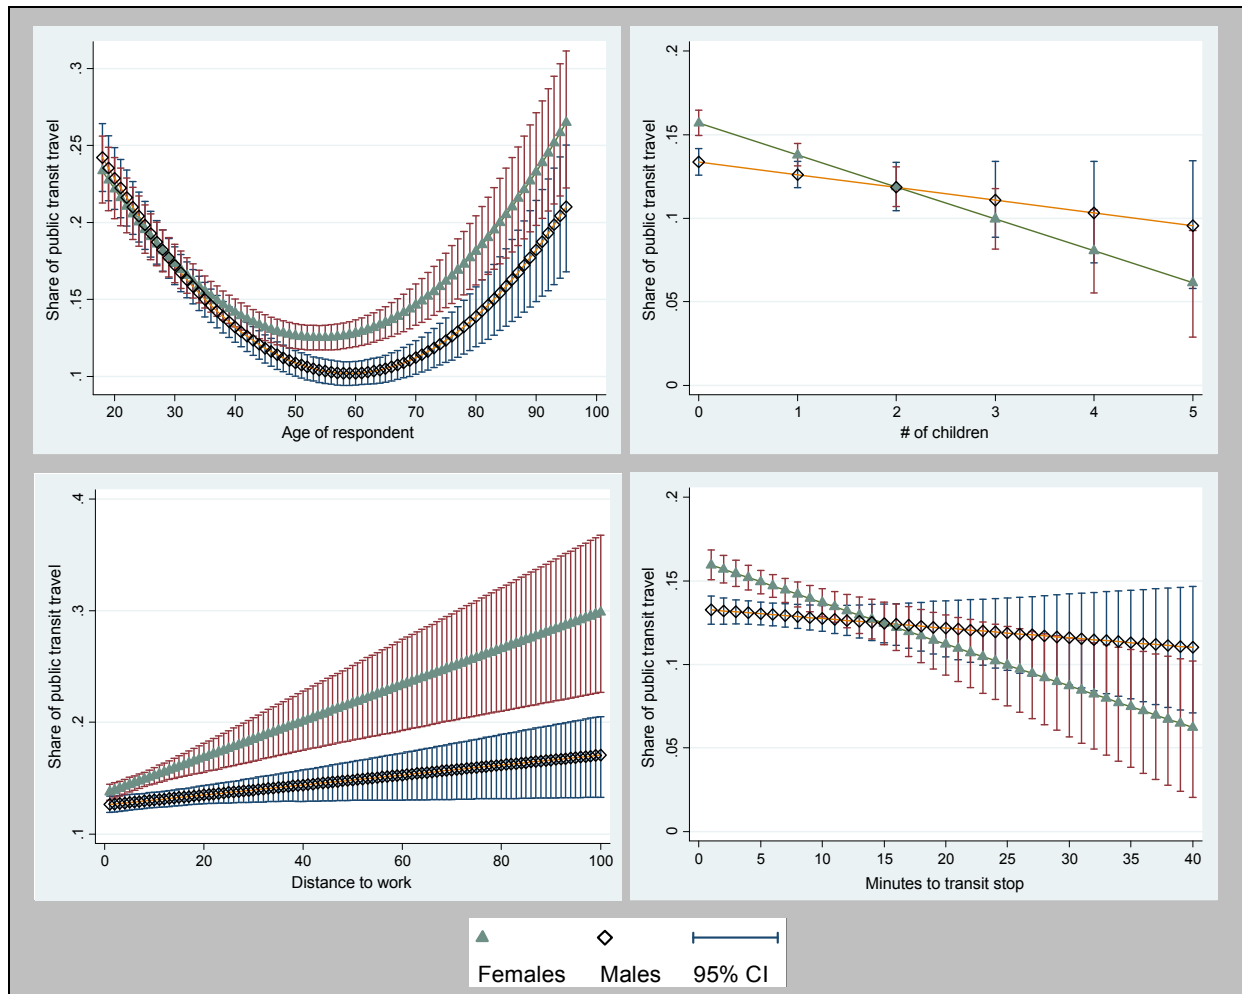 Share of public transit travel
.3
.25
.2
.15
.1
20 30 40 50 60 70 80 90 100
Age of respondent
Share of public transit travel
.2
.15
.1
.05
0
0 1 2 3 4 5
# of children
Share of public transit travel
.4
.3
.2
.1
0 20 40 60 80 100
Distance to work
Share of public transit travel
.2
.15
.1
.05
0
0 5 10 15 20 25 30 35 40
Minutes to transit stop
Females Males 95% CI